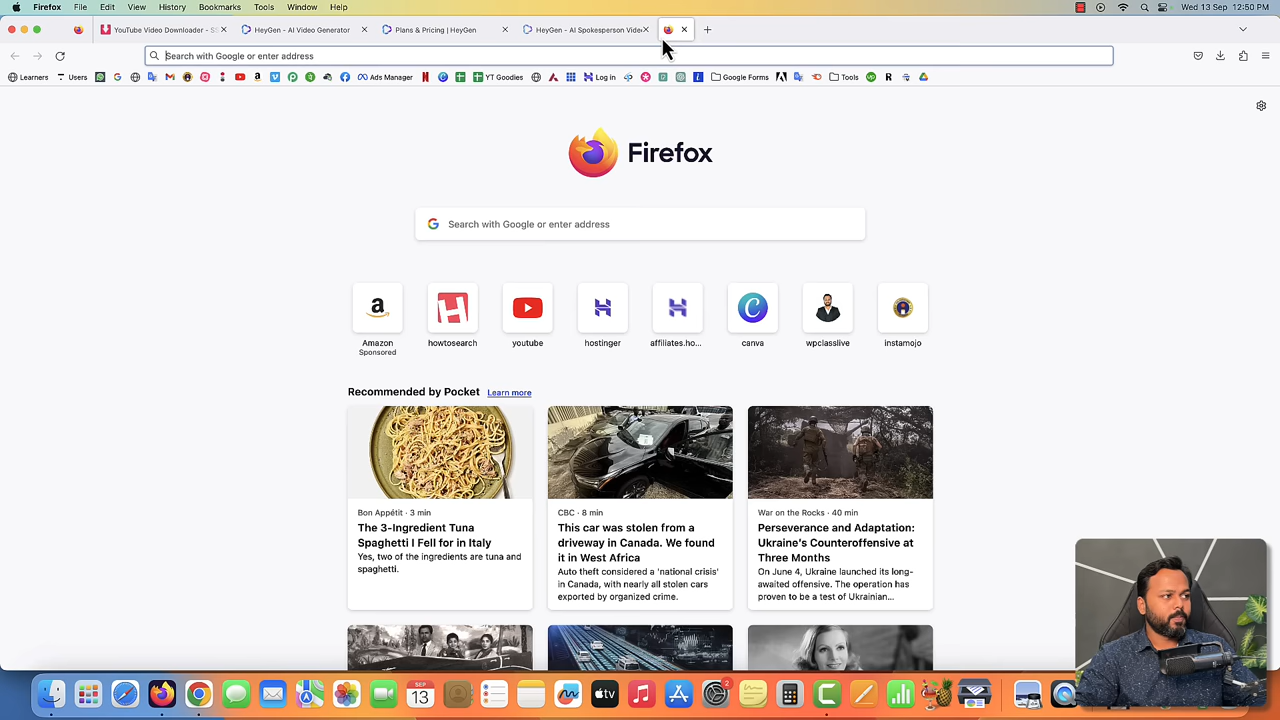 Firefox File Edit View History Bookmarks Tools Window Help Wed 13 Sep 12:50 PM
YouTube Video Downloader - SS HeyGen - AI Video Generator Plans & Pricing | HeyGen HeyGen - AI Spokesperson Vide
Search with Google or enter address
Learners Users Ads Manager YT Goodies Log in Google Forms Tools
Firefox
Search with Google or enter address
Amazon howtosearch youtube hostinger affiliates.ho... canva wpclasslive instamojo
Sponsored
Recommended by Pocket Learn more
Bon Appétit · 3 min
The 3-Ingredient Tuna
Spaghetti I Fell for in Italy
Yes, two of the ingredients are tuna and
spaghetti.
CBC · 8 min
This car was stolen from a
driveway in Canada. We found
it in West Africa
Auto theft considered a 'national crisis'
in Canada, with nearly all stolen cars
exported by organized crime.
War on the Rocks · 40 min
Perseverance and Adaptation:
Ukraine's Counteroffensive at
Three Months
On June 4, Ukraine launched its long-
awaited offensive. The operation has
proven to be a test of Ukrainian...
SEP
13
tv
2